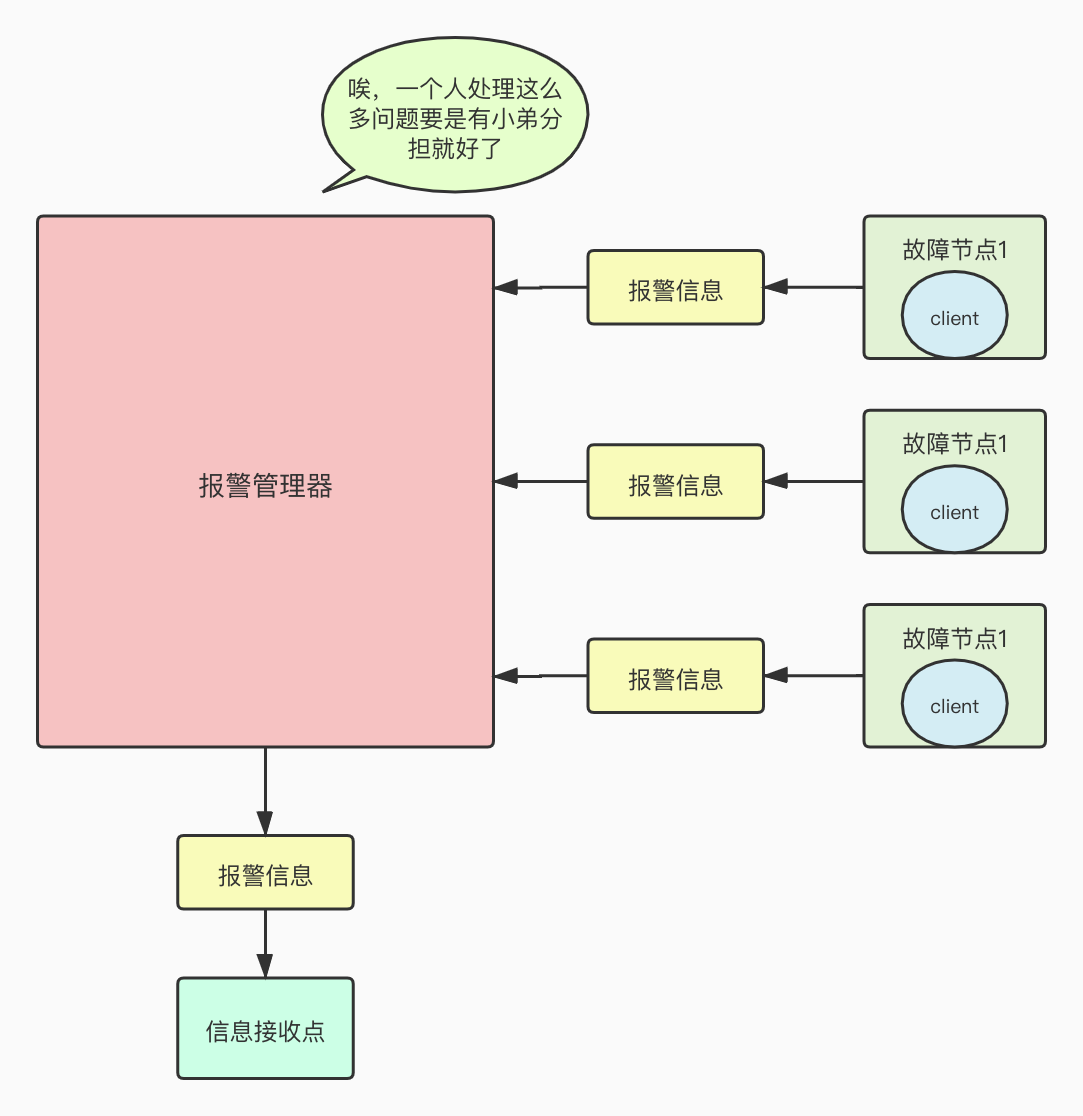 唉，一个人处理这么
多问题要是有小弟分
担就好了
故障节点1
报警信息
client
故障节点1
报警管理器
报警信息
client
故障节点1
报警信息
client
报警信息
信息接收点